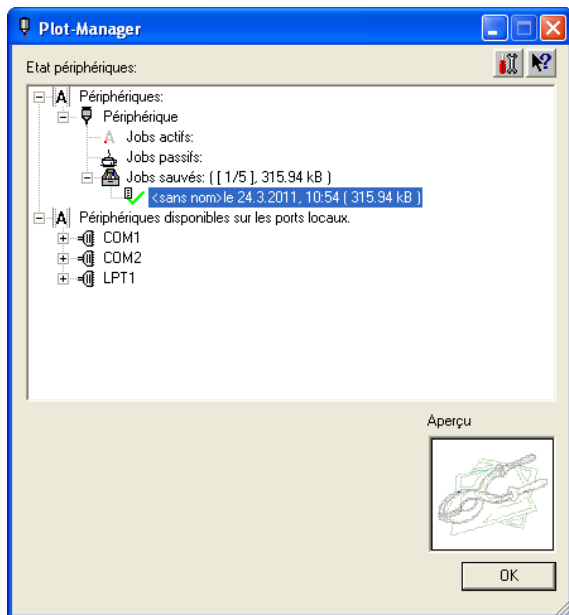 Plot-Manager
Etat périphériques:
Périphériques:
Périphérique
Jobs actifs:
Jobs passifs:
Jobs sauvés: ( [ 1/5 ], 315.94 kB )
<sans nom>le 24.3.2011, 10:54 ( 315.94 kB )
Périphériques disponibles sur les ports locaux.
COM1
COM2
LPT1
Aperçu
OK